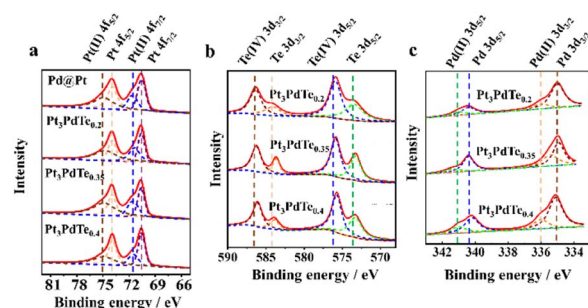 a
Pt(II) 4f5/2
Pt 4f5/2
Pt(II) 4f7/2
Pt 4f7/2
Pd@Pt
Pt3PdTe0.2
Pt3PdTe0.35
Pt3PdTe0.4
Intensity
81 78 75 72 69 66
Binding energy / eV
b
Te(IV) 3d3/2
Te 3d3/2
Te(IV) 3d5/2
Te 3d5/2
Pt3PdTe0.2
Pt3PdTe0.35
Pt3PdTe0.4
Intensity
590 585 580 575 570
Binding energy / eV
c
Pd(II) 3d5/2
Pd 3d5/2
Pd(II) 3d3/2
Pd 3d3/2
Pt3PdTe0.2
Pt3PdTe0.35
Pt3PdTe0.4
Intensity
342 340 338 336 334
Binding energy / eV